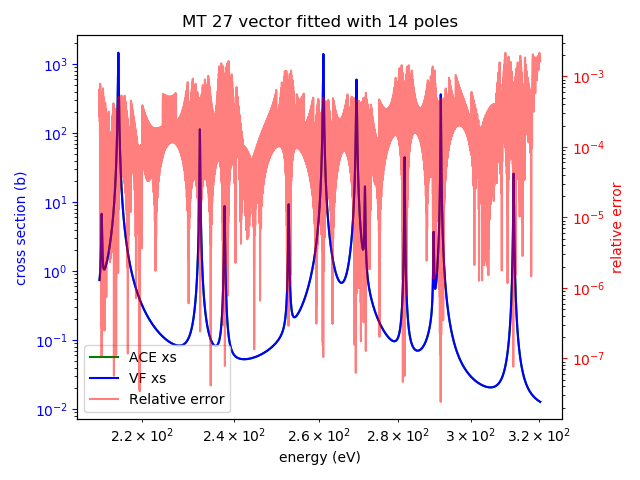 MT 27 vector fitted with 14 poles
10³
10²
10¹
10⁰
10⁻¹
10⁻²
cross section (b)
10⁻³
10⁻⁴
10⁻⁵
10⁻⁶
10⁻⁷
relative error
ACE xs
VF xs
Relative error
2.2 × 10² 2.4 × 10² 2.6 × 10² 2.8 × 10² 3 × 10² 3.2 × 10²
energy (eV)